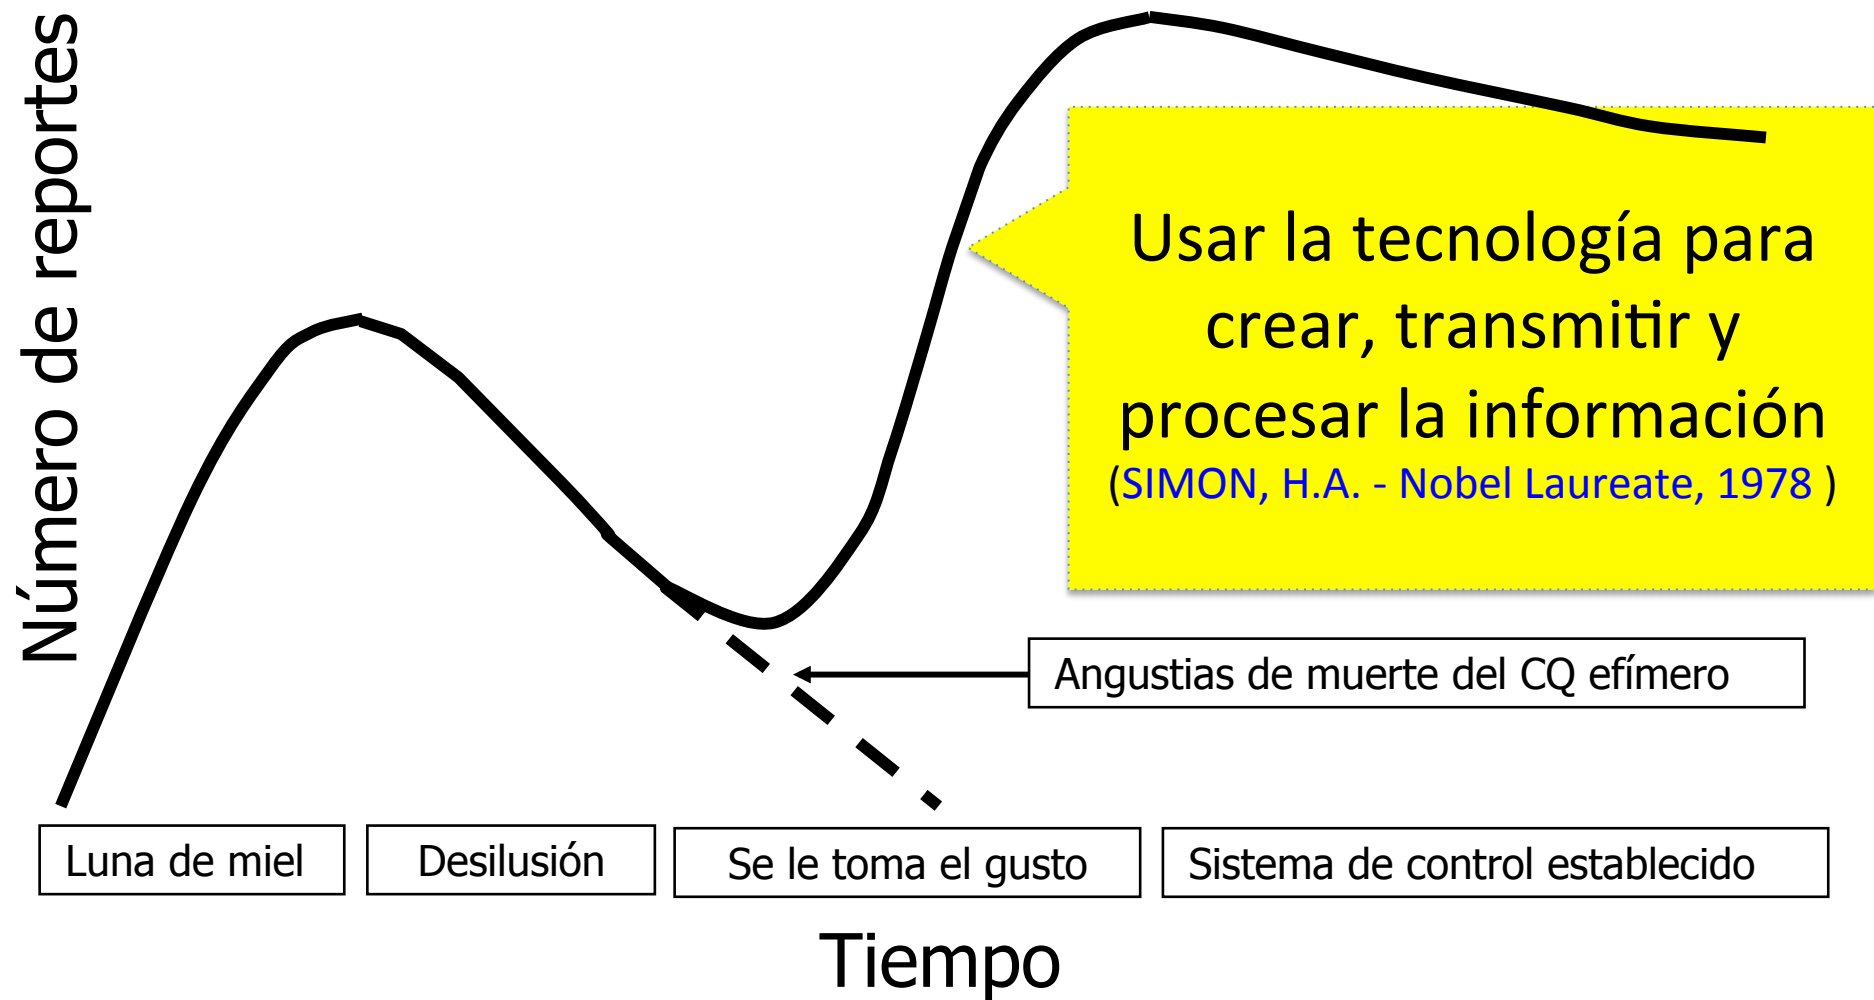 Número de reportes
Usar la tecnología para
crear, transmitir y
procesar la información
(SIMON, H.A. - Nobel Laureate, 1978 )
Angustias de muerte del CQ efímero
Luna de miel
Desilusión
Se le toma el gusto
Sistema de control establecido
Tiempo